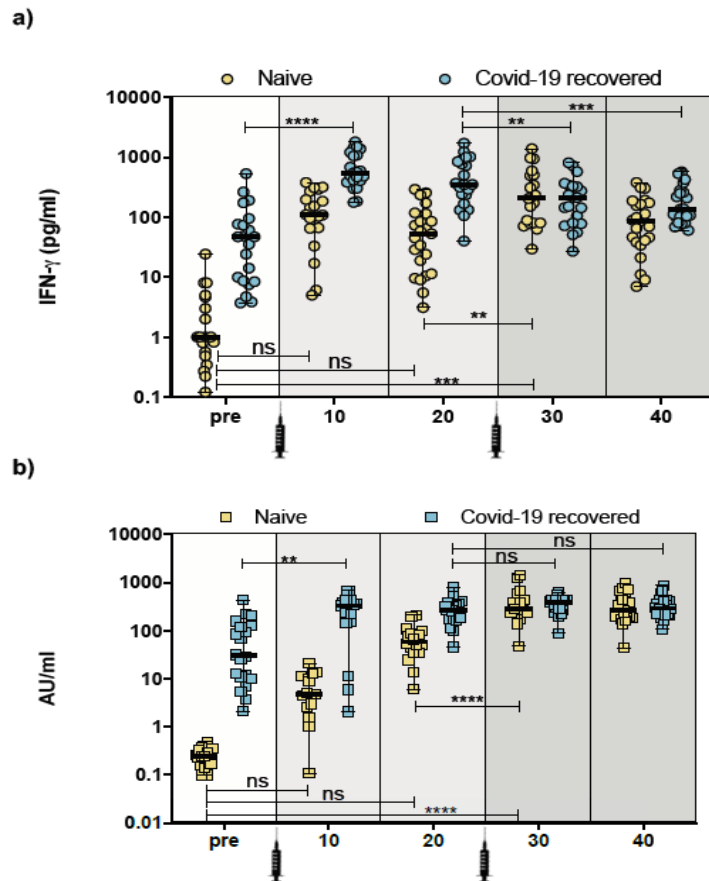 a)
Naive Covid-19 recovered
10000
1000
100
10
1
0.1
IFN-γ (pg/ml)
****
***
**
**
ns
ns
***
pre 10 20 30 40
b)
Naive Covid-19 recovered
10000
1000
100
10
1
0.1
0.01
AU/ml
ns
**
ns
****
ns
ns
****
pre 10 20 30 40